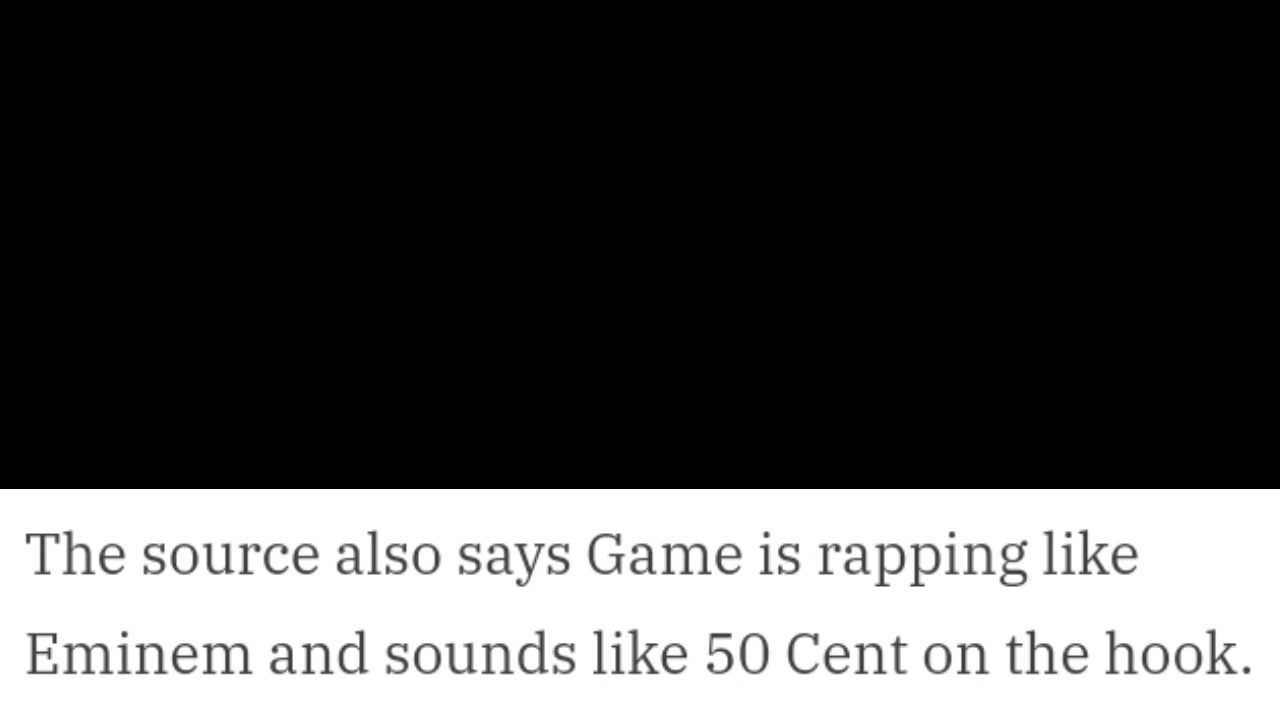 The source also says Game is rapping like
Eminem and sounds like 50 Cent on the hook.